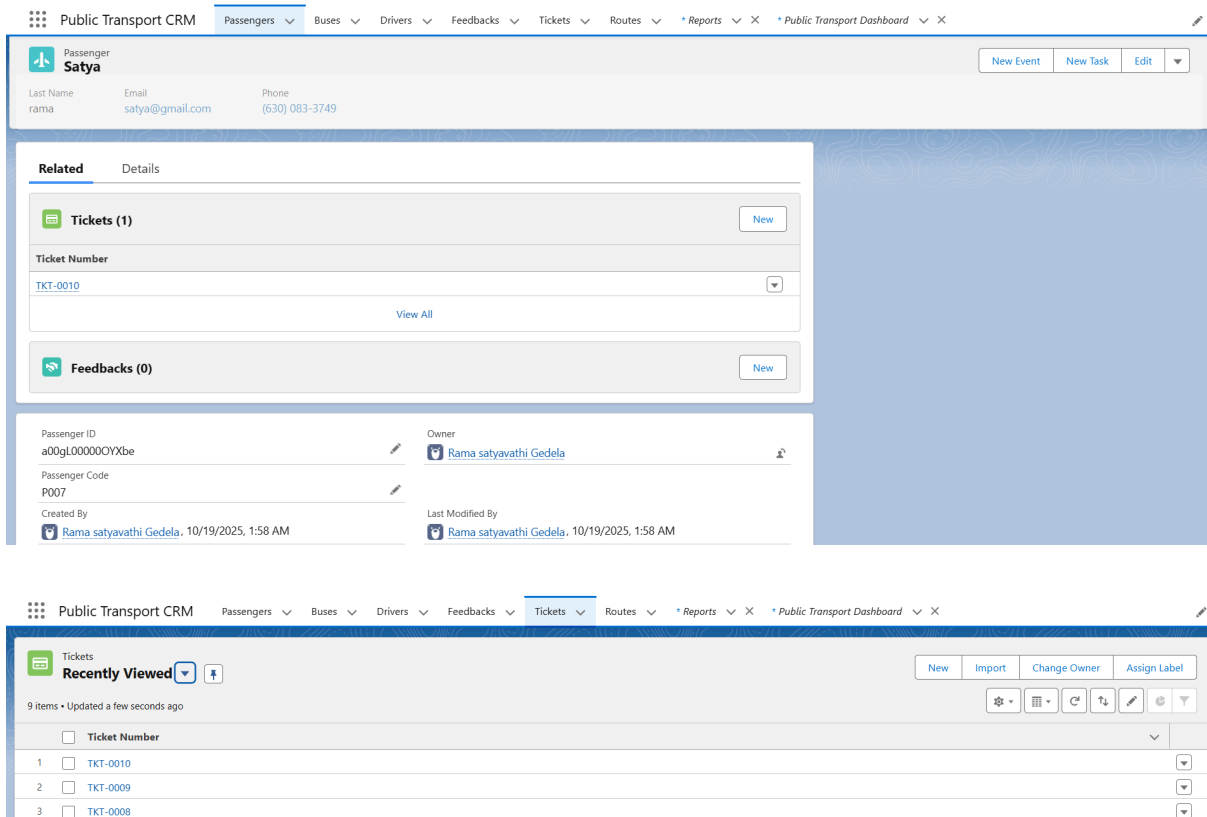 Public Transport CRM Passengers Buses Drivers Feedbacks Tickets Routes * Reports * Public Transport Dashboard
Passenger
Satya
New Event New Task Edit
Last Name Email Phone
rama satya@gmail.com (630) 083-3749
Related Details
Tickets (1) New
Ticket Number
TKT-0010
View All
Feedbacks (0) New
Passenger ID Owner
a00gL00000OYXbe Rama satyavathi Gedela
Passenger Code
P007
Created By Last Modified By
Rama satyavathi Gedela, 10/19/2025, 1:58 AM Rama satyavathi Gedela, 10/19/2025, 1:58 AM
Public Transport CRM Passengers Buses Drivers Feedbacks Tickets Routes * Reports * Public Transport Dashboard
Tickets
Recently Viewed
New Import Change Owner Assign Label
9 items • Updated a few seconds ago
Ticket Number
1 TKT-0010
2 TKT-0009
3 TKT-0008